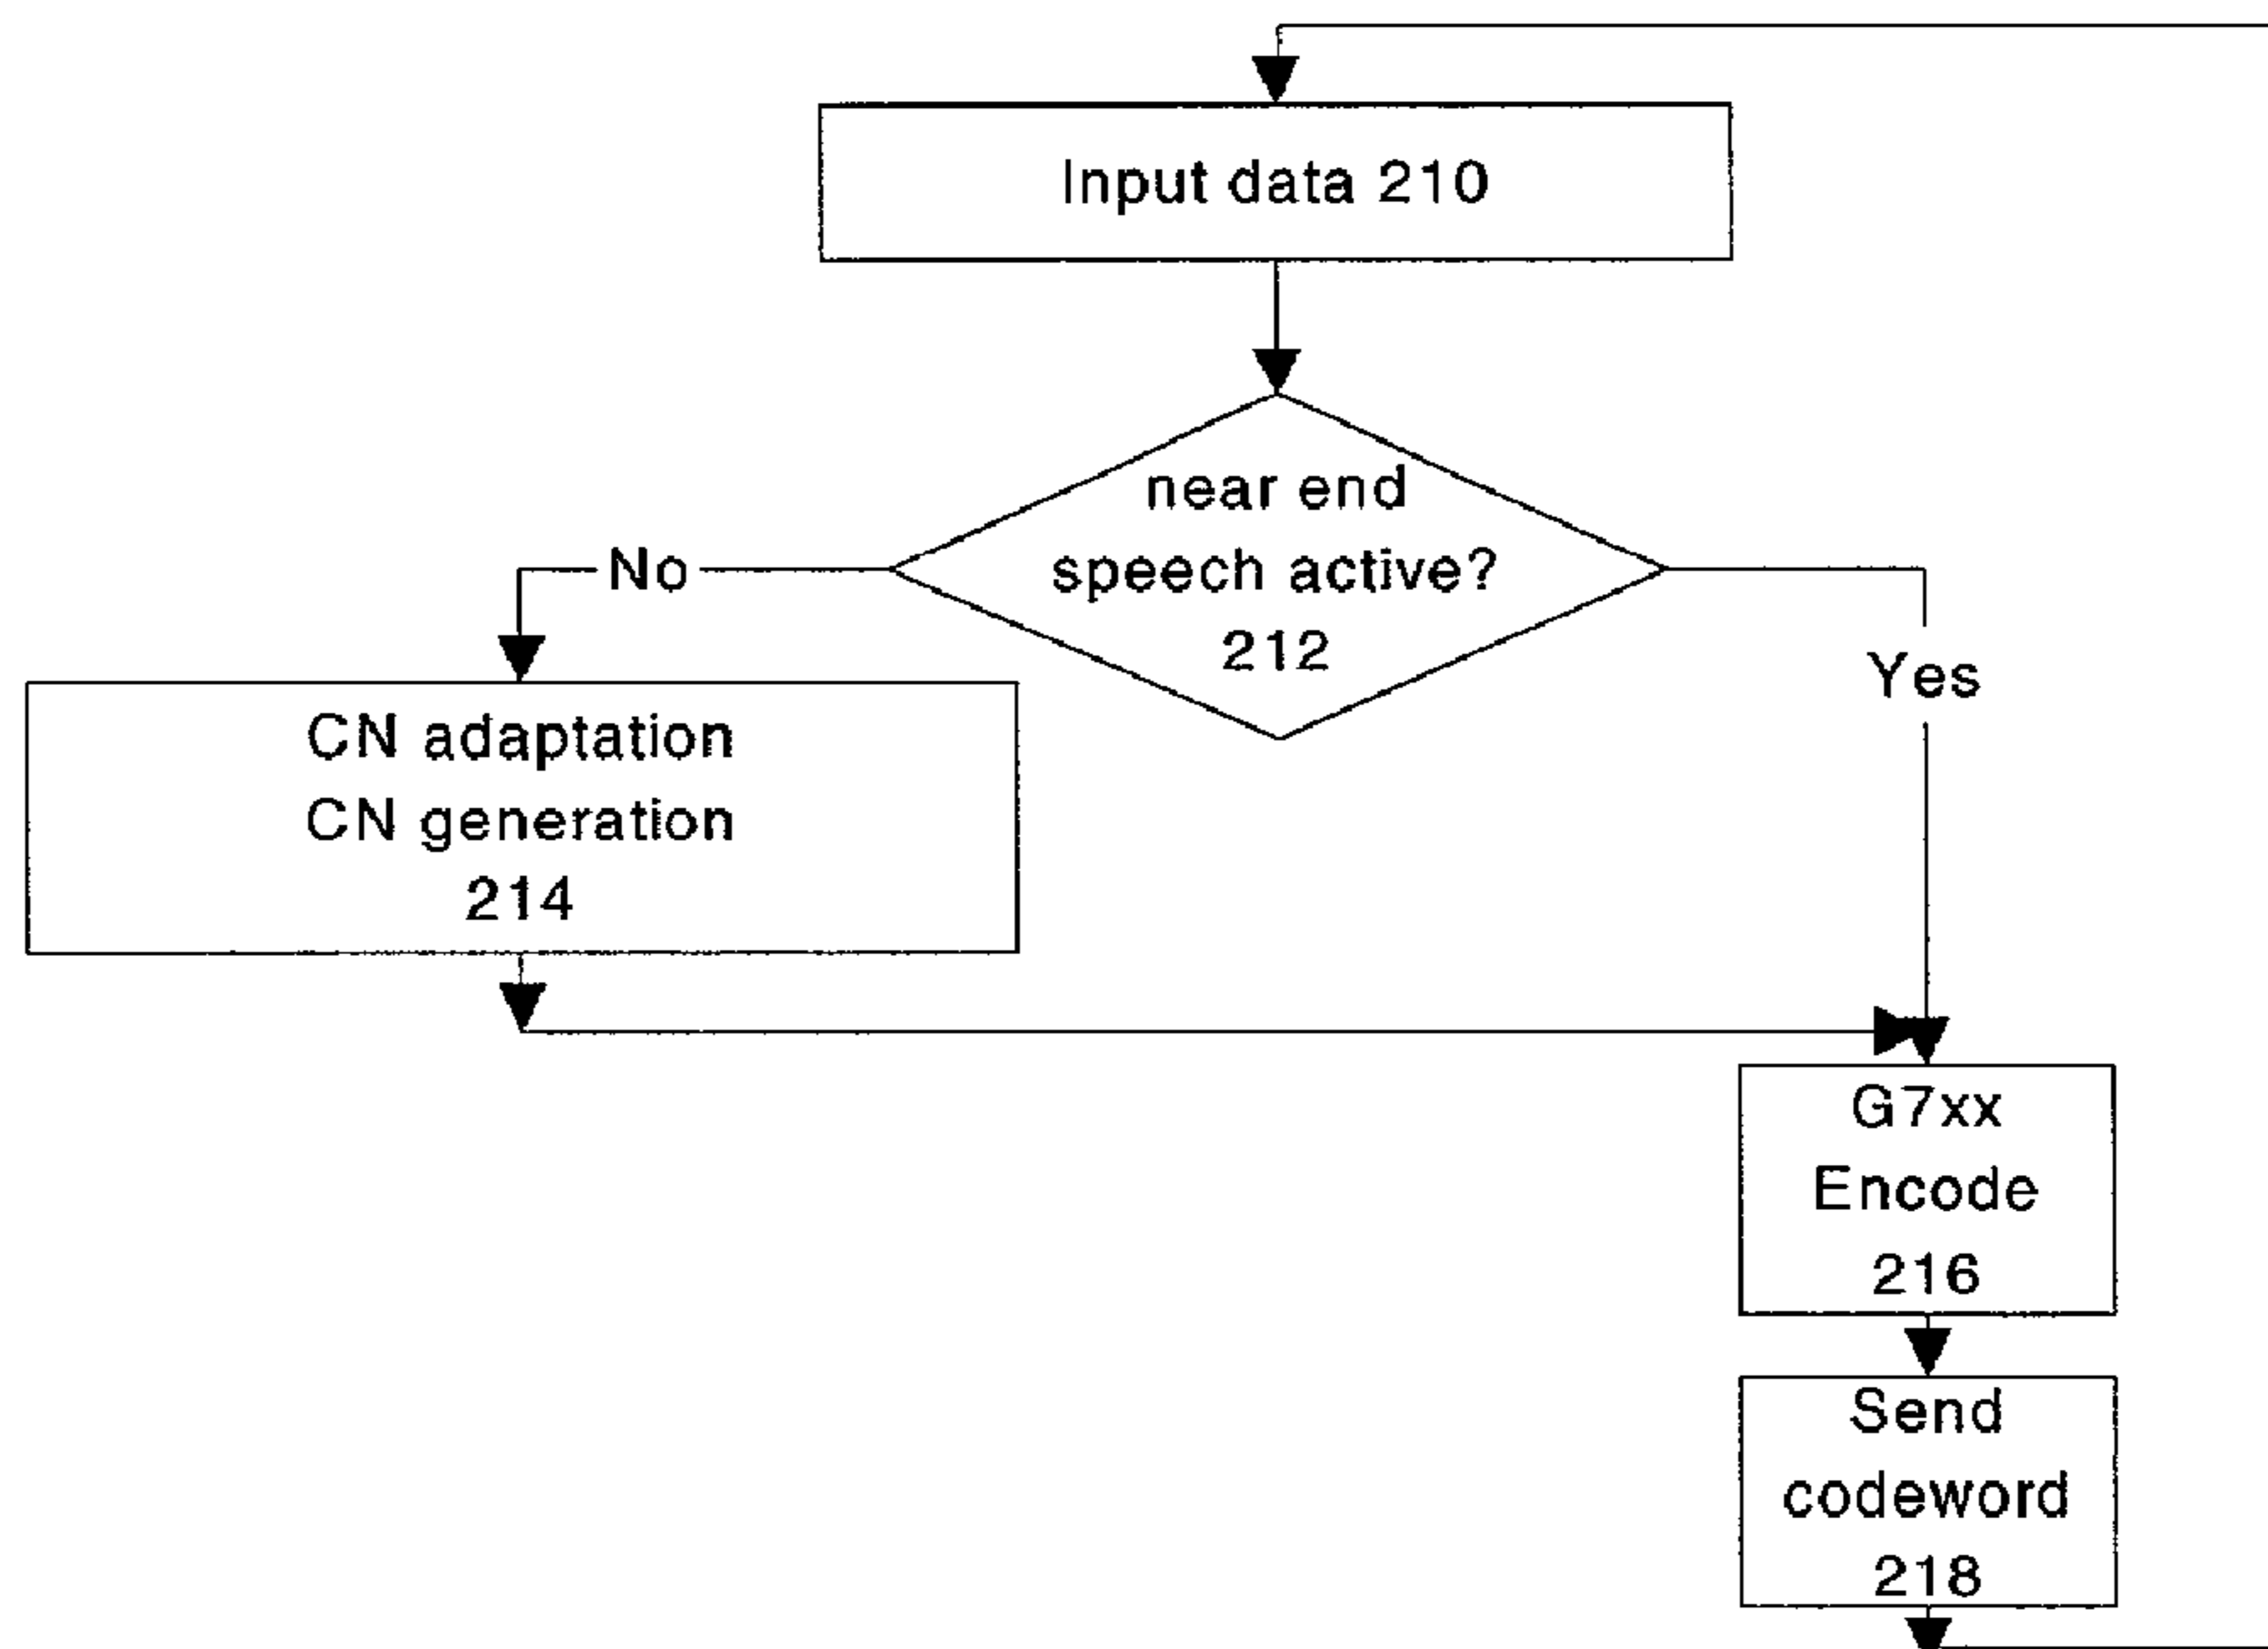 Input data 210
near end
speech active?
212
No
Yes
CN adaptation
CN generation
214
G7xx
Encode
216
Send
codeword
218